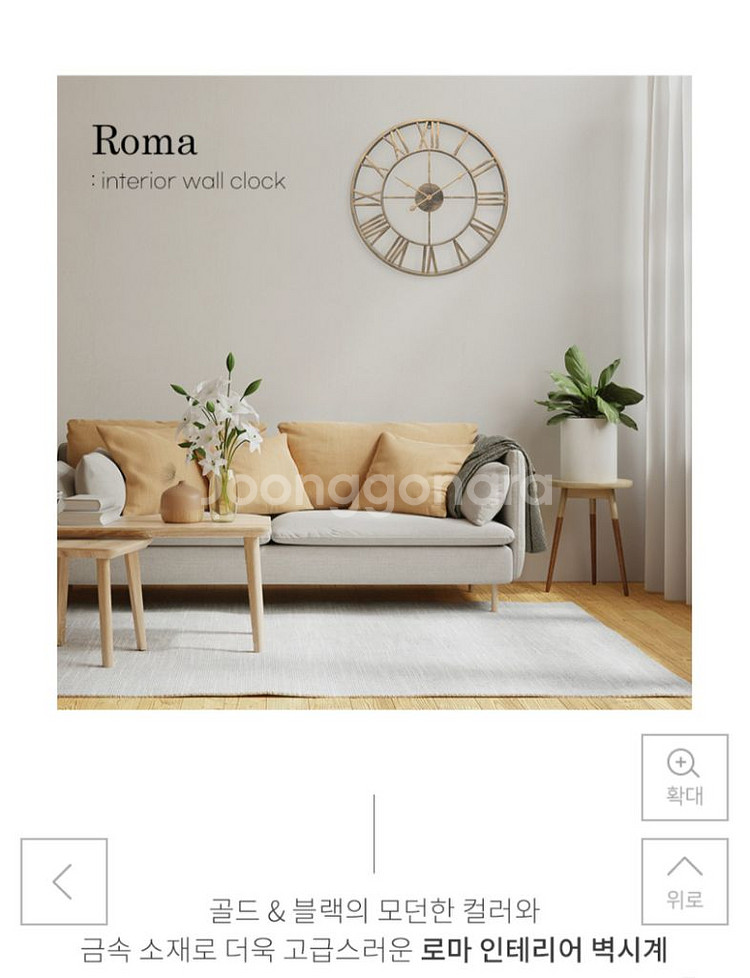 Roma
: interior wall clock
Joonggonara
확대
위로
골드 & 블랙의 모던한 컬러와
금속 소재로 더욱 고급스러운 로마 인테리어 벽시계